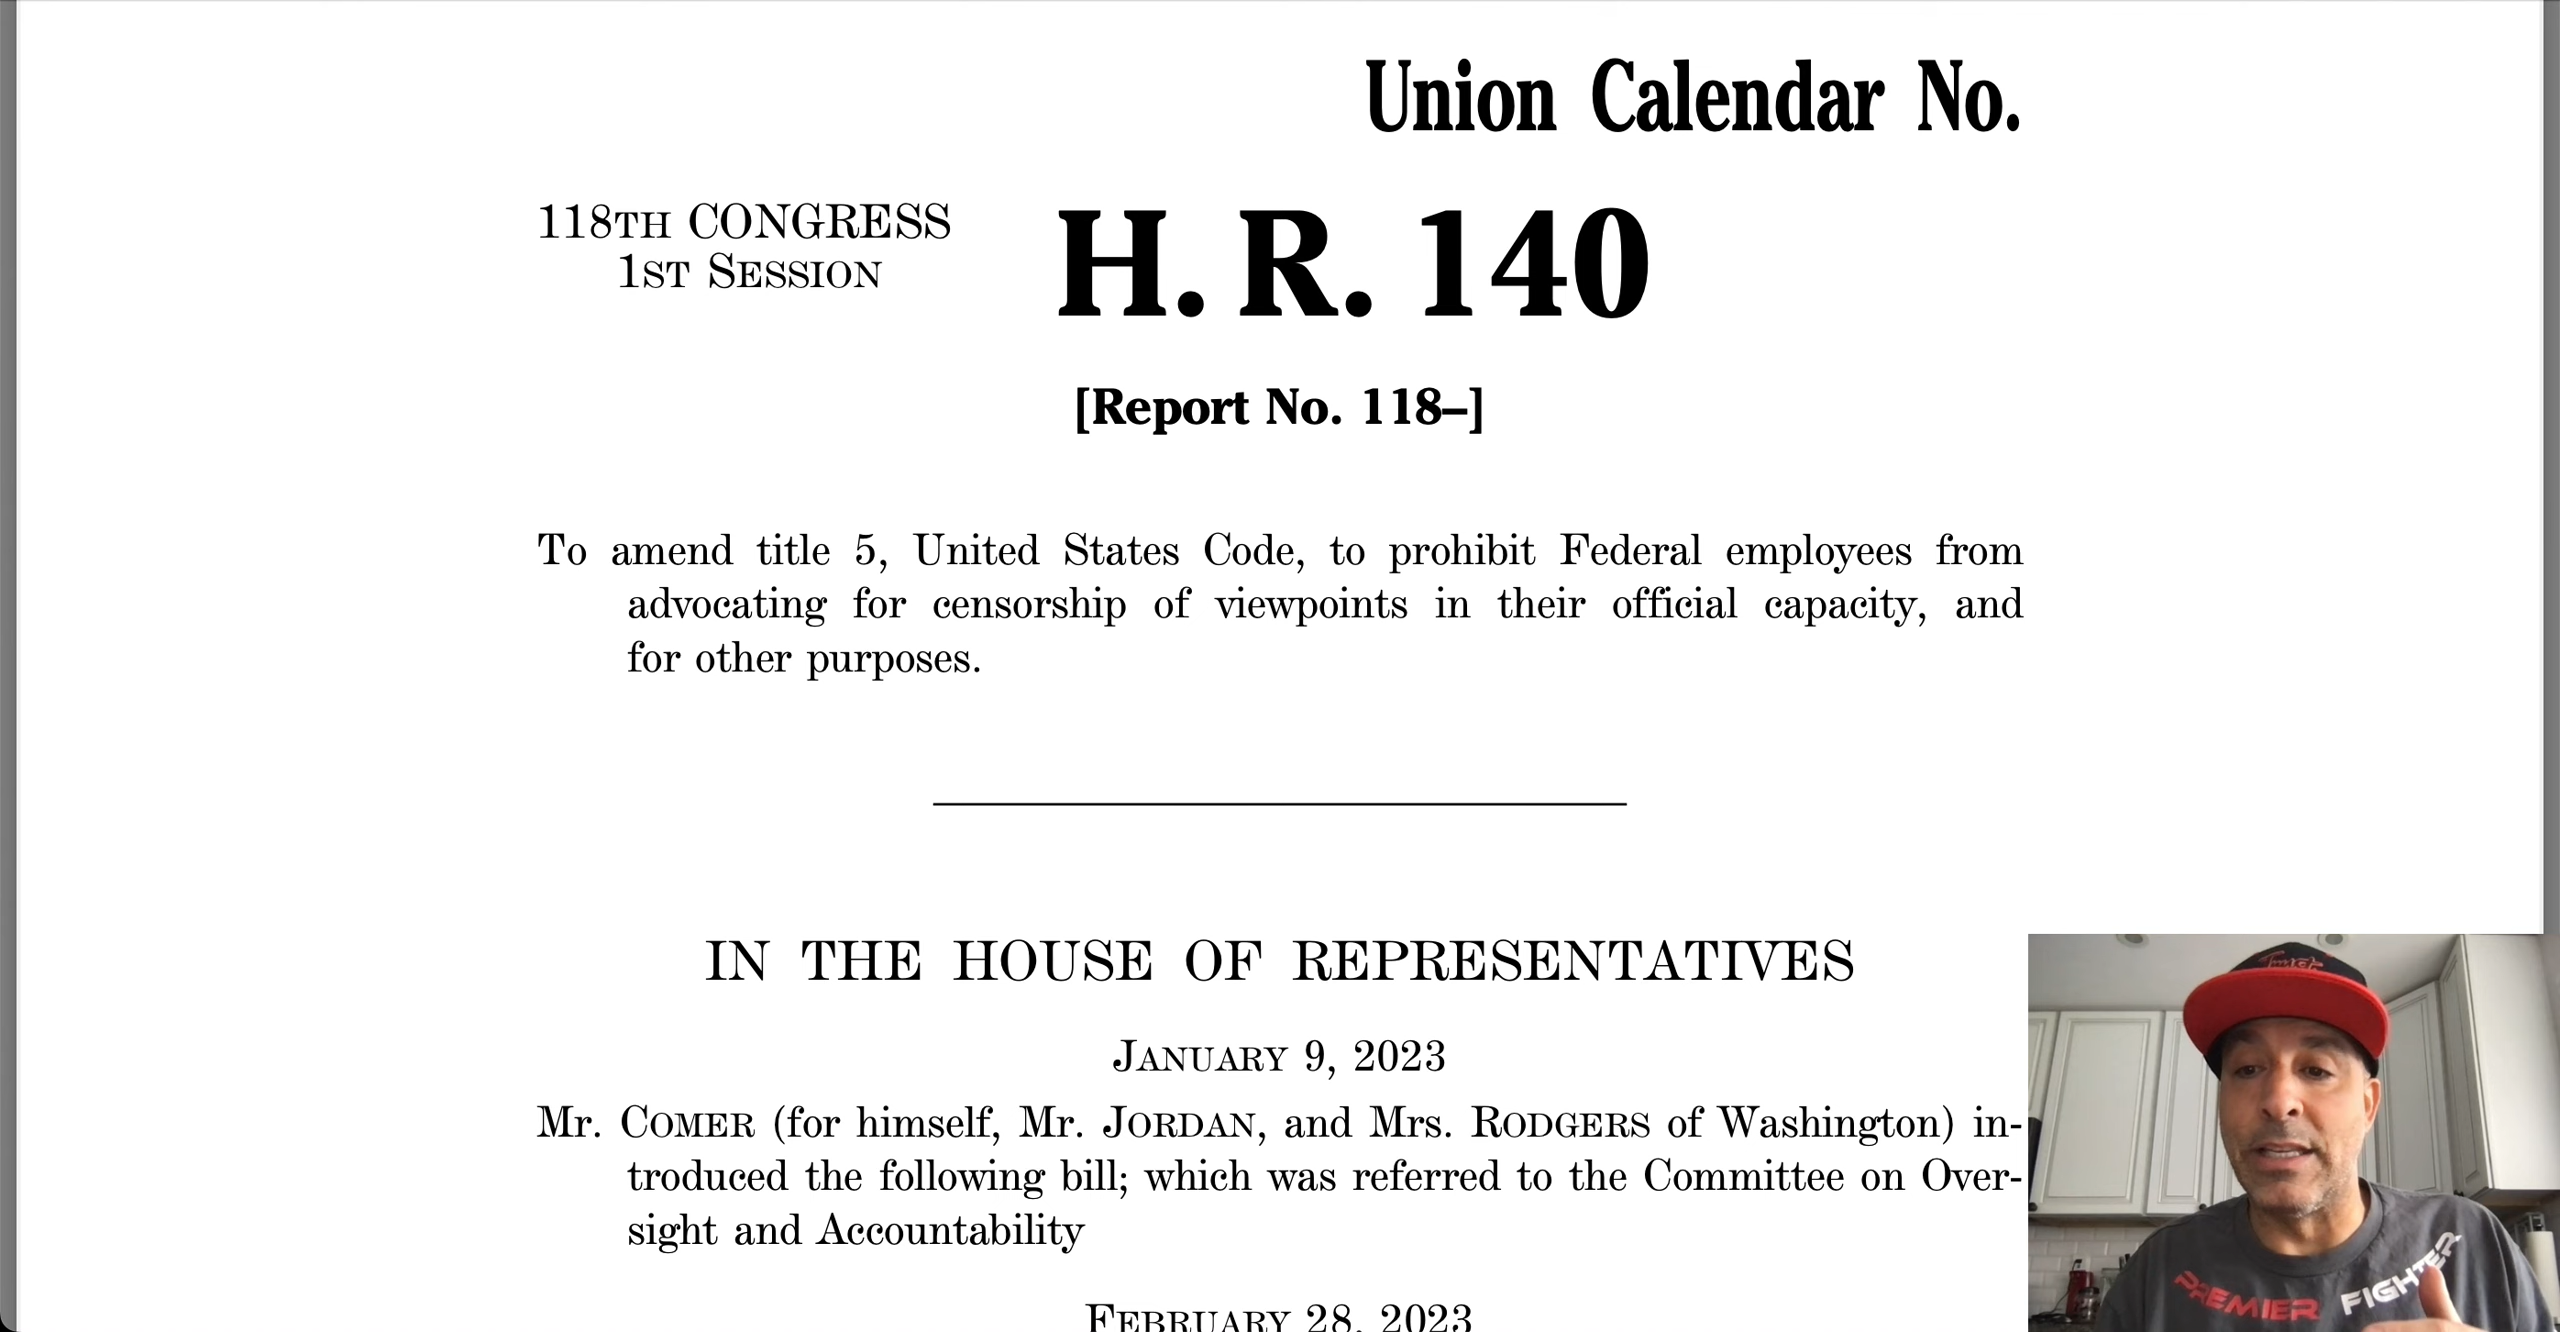 Union Calendar No.
118TH CONGRESS
1ST SESSION
H. R. 140
[Report No. 118–]
To amend title 5, United States Code, to prohibit Federal employees from
advocating for censorship of viewpoints in their official capacity, and
for other purposes.
IN THE HOUSE OF REPRESENTATIVES
JANUARY 9, 2023
Mr. COMER (for himself, Mr. JORDAN, and Mrs. RODGERS of Washington) in-
troduced the following bill; which was referred to the Committee on Over-
sight and Accountability
FEBRUARY 28, 2023
PREMIER FIGHTER